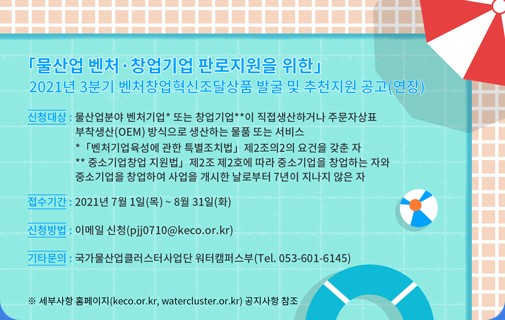 「물산업 벤처·창업기업 판로지원을 위한」
2021년 3분기 벤처창업혁신조달상품 발굴 및 추천지원 공고(연장)
신청대상 : 물산업분야 벤처기업* 또는 창업기업**이 직접생산하거나 주문자상표
부착생산(OEM) 방식으로 생산하는 물품 또는 서비스
*「벤처기업육성에 관한 특별조치법」제2조의2의 요건을 갖춘 자
** 중소기업창업 지원법」제2조 제2호에 따라 중소기업을 창업하는 자와
중소기업을 창업하여 사업을 개시한 날로부터 7년이 지나지 않은 자
접수기간 : 2021년 7월 1일(목) ~ 8월 31일(화)
신청방법 : 이메일 신청(pjj0710@keco.or.kr)
기타문의 : 국가물산업클러스터사업단 워터캠퍼스부(Tel. 053-601-6145)
※ 세부사항 홈페이지(keco.or.kr, watercluster.or.kr) 공지사항 참조